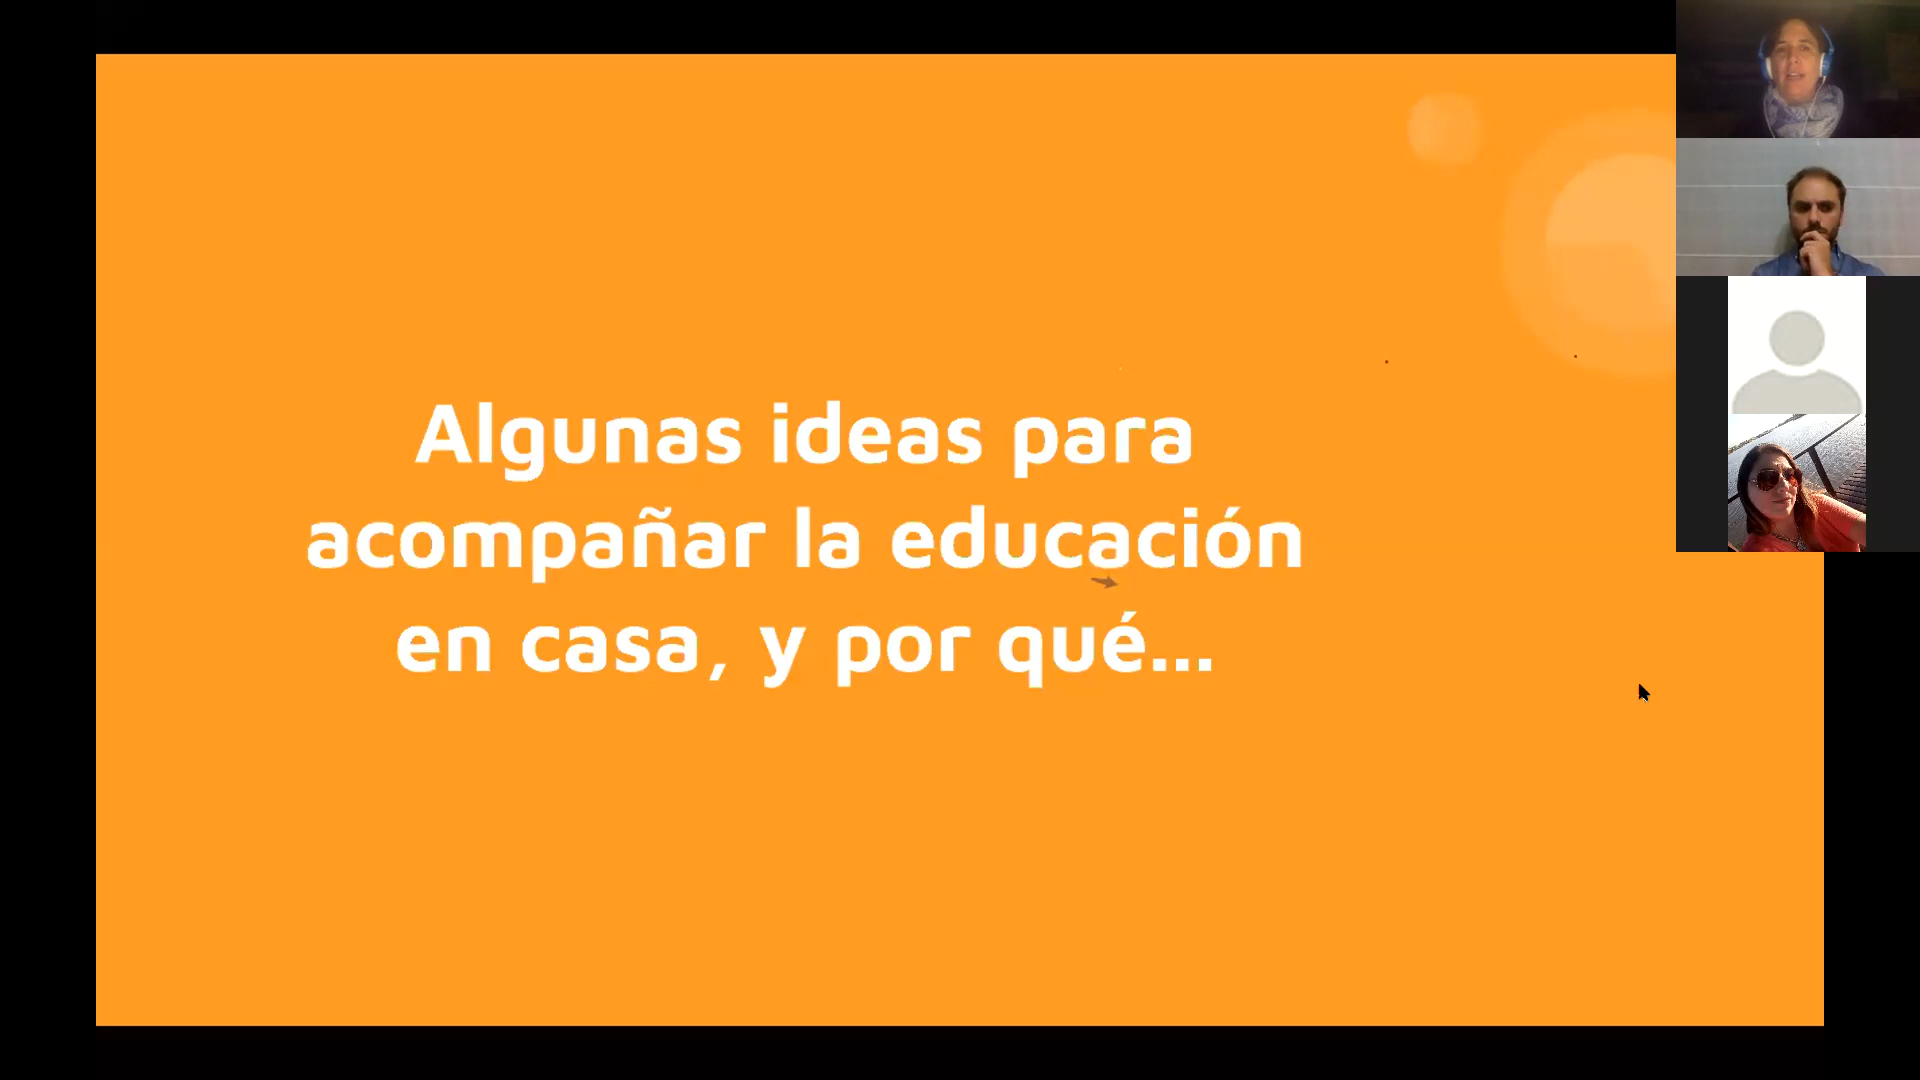 Algunas ideas para
acompañar la educación
en casa, y por qué...